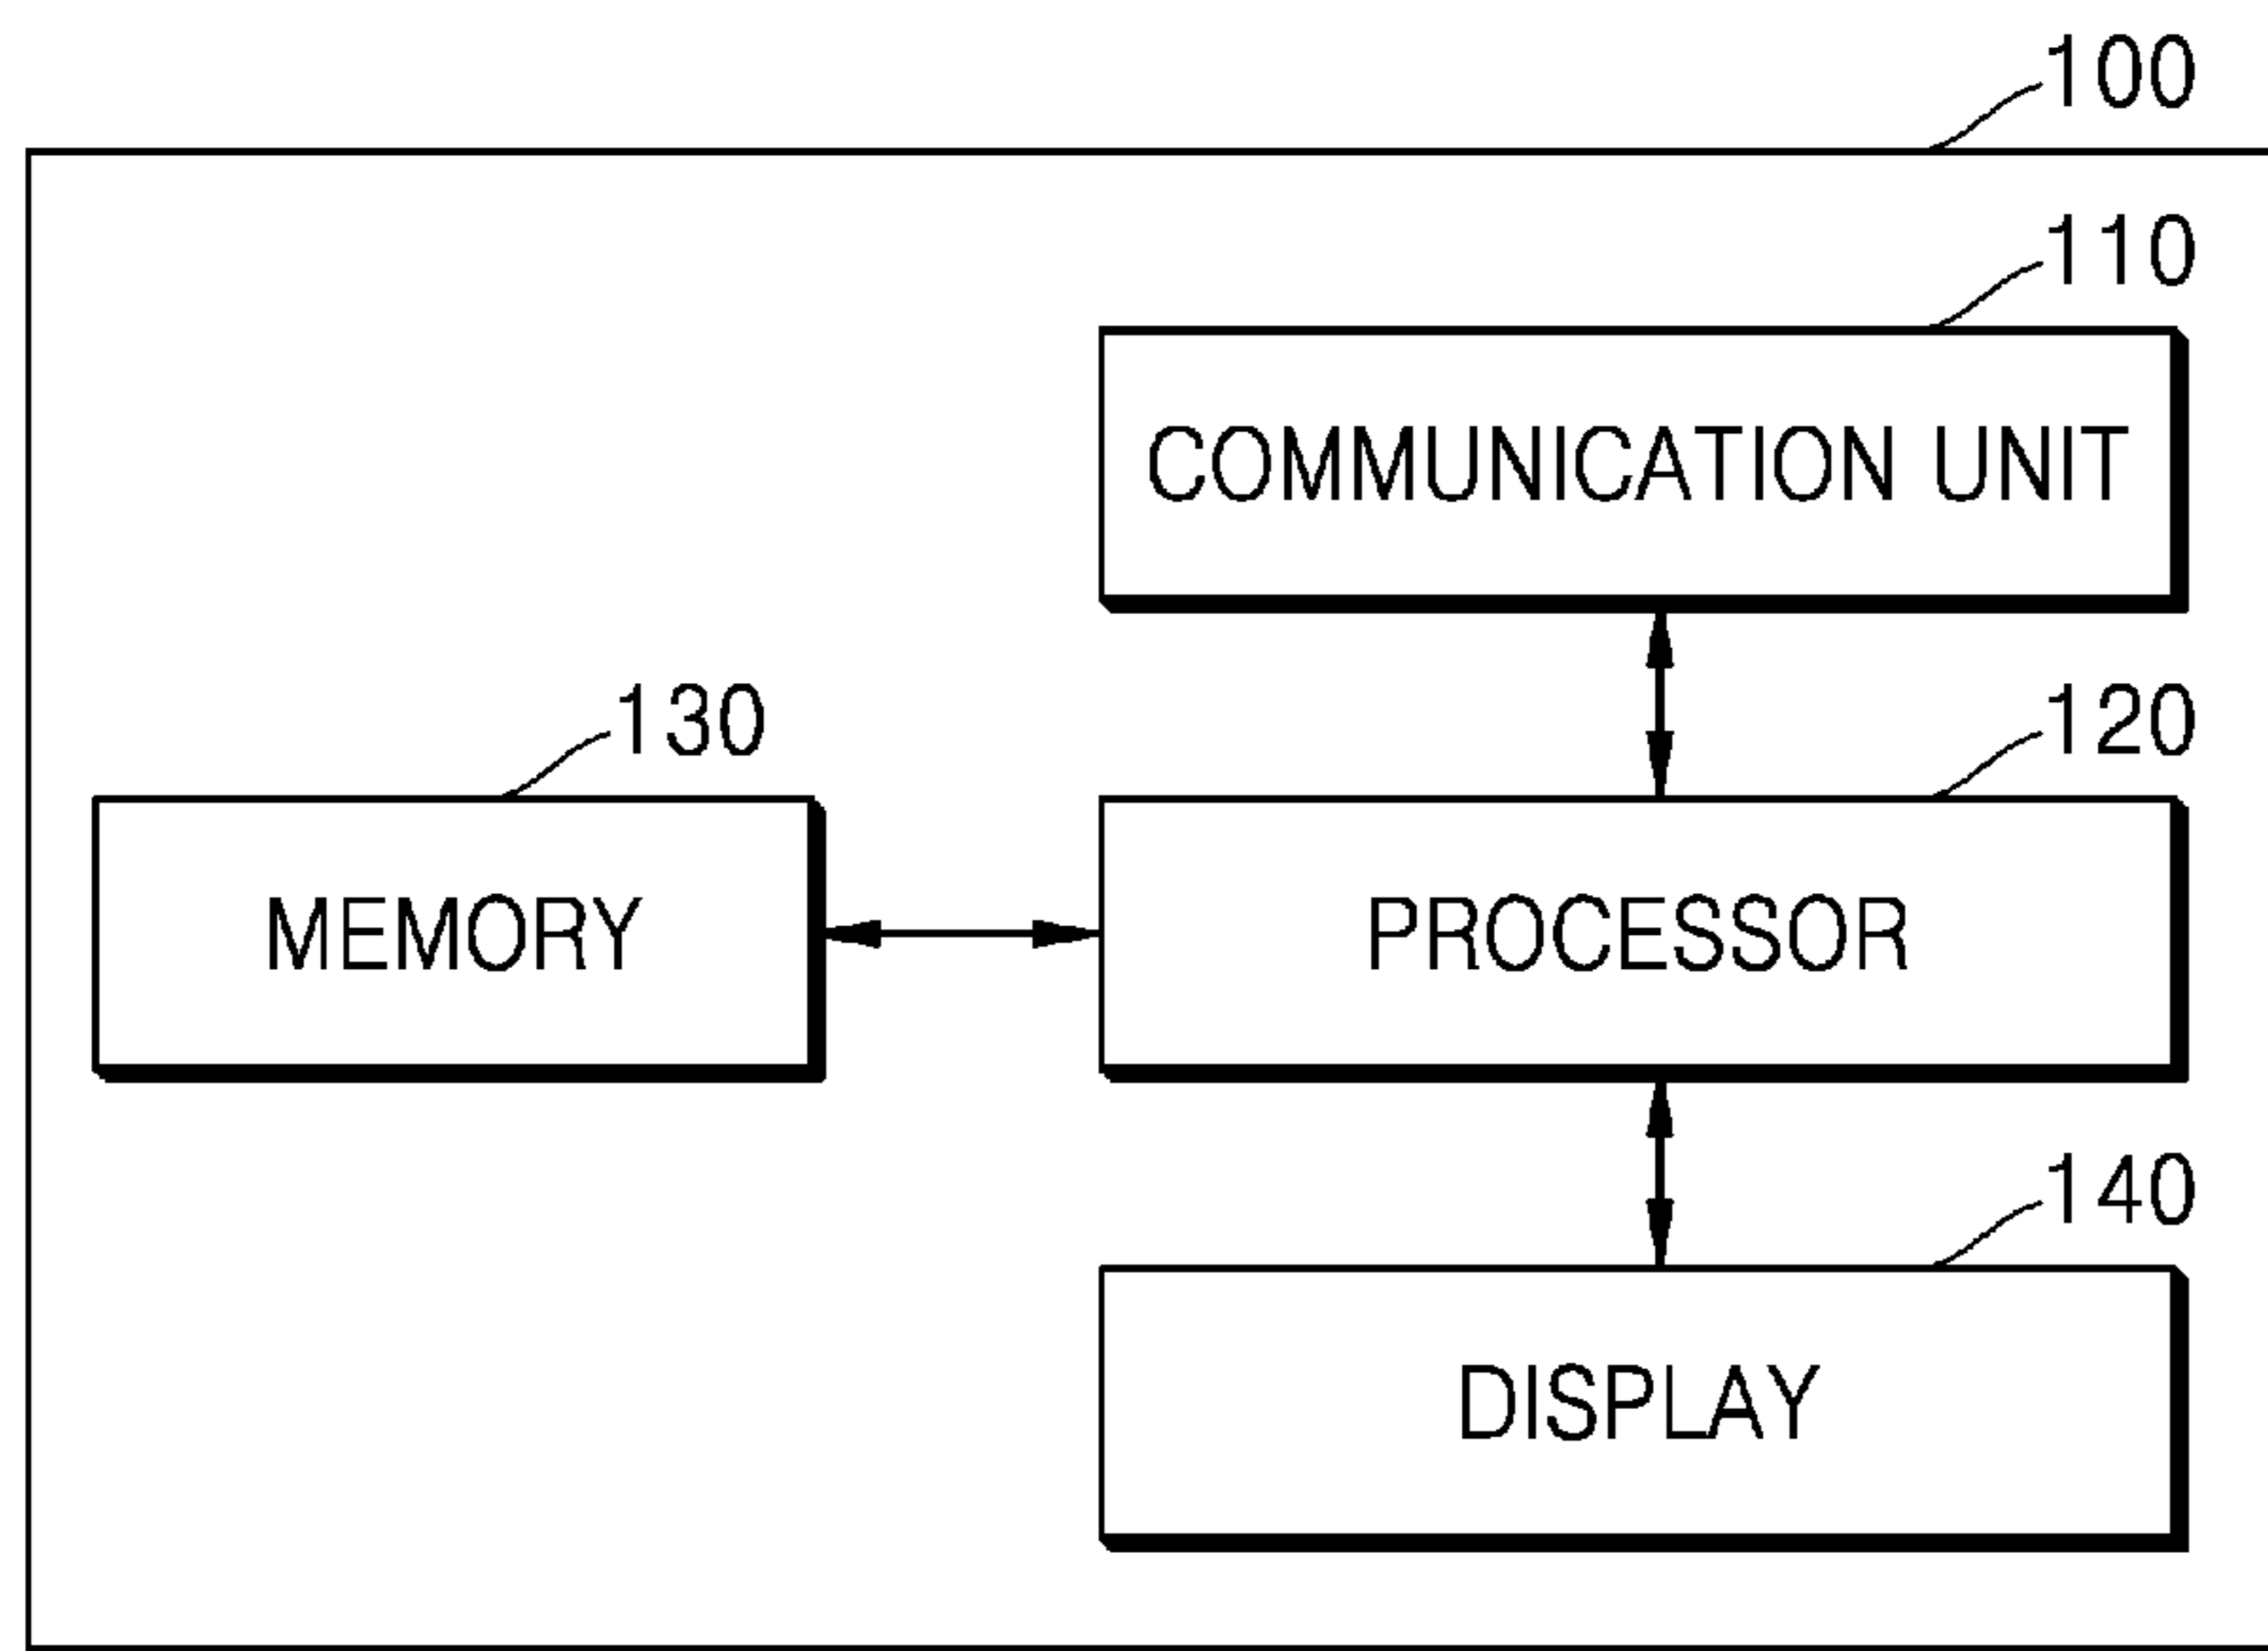 100
110
COMMUNICATION UNIT
130
120
MEMORY
PROCESSOR
140
DISPLAY